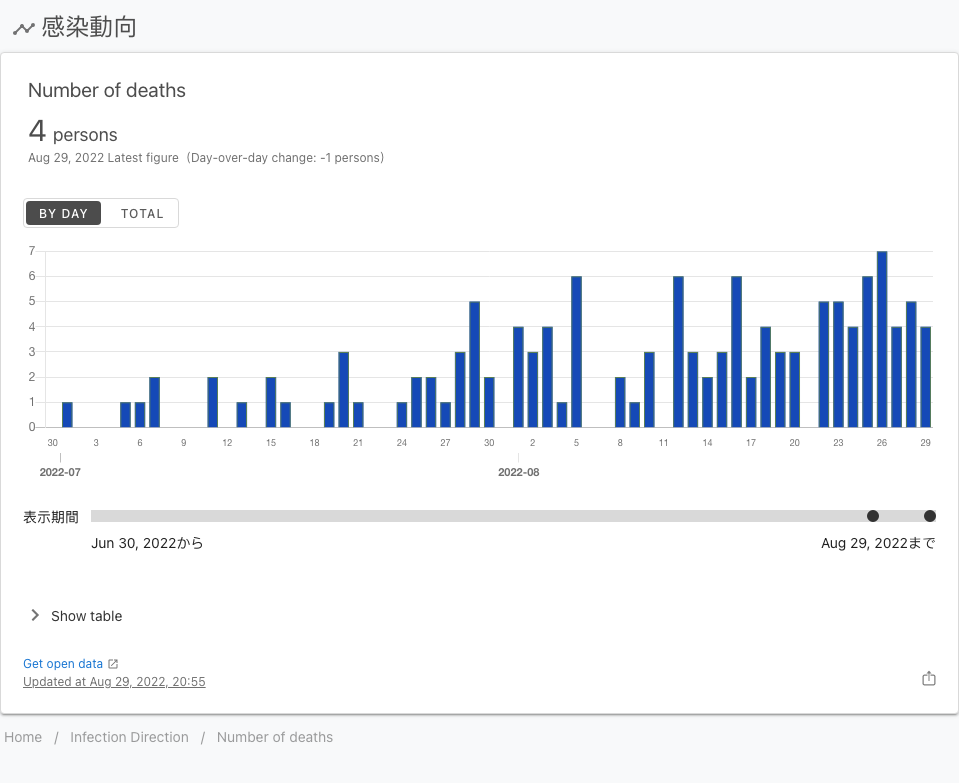 感染動向
Number of deaths
4 persons
Aug 29, 2022 Latest figure (Day-over-day change: -1 persons)
BY DAY TOTAL
7
6
5
4
3
2
1
0
30 3 6 9 12 15 18 21 24 27 30 2 5 8 11 14 17 20 23 26 29
2022-07 2022-08
表示期間
Jun 30, 2022から Aug 29, 2022まで
Show table
Get open data
Updated at Aug 29, 2022, 20:55
Home / Infection Direction / Number of deaths